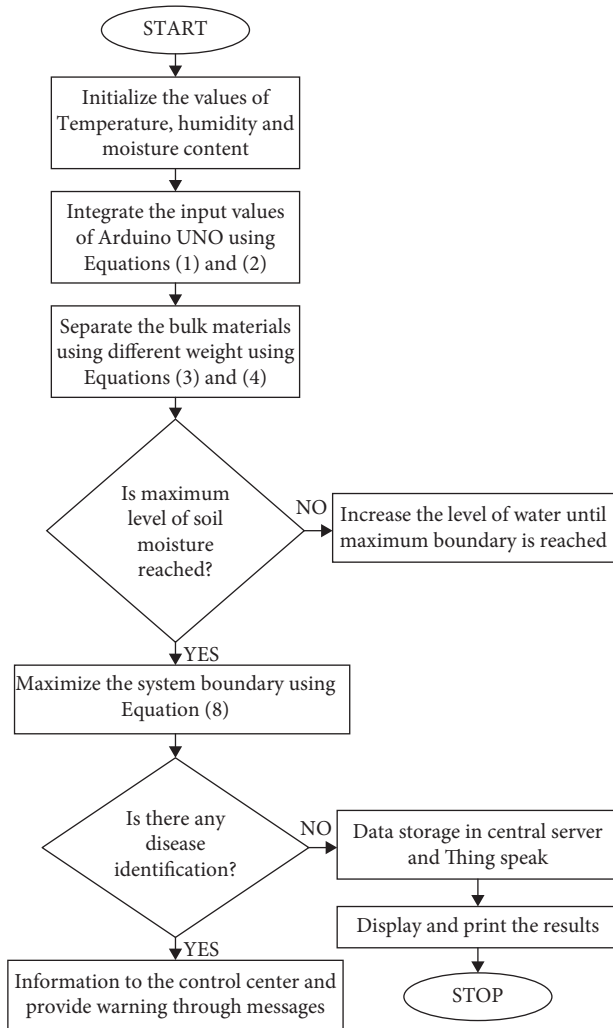 START
Initialize the values of
Temperature, humidity and
moisture content
Integrate the input values
of Arduino UNO using
Equations (1) and (2)
Separate the bulk materials
using different weight using
Equations (3) and (4)
Is maximum
level of soil
moisture
reached?
NO
Increase the level of water until
maximum boundary is reached
YES
Maximize the system boundary using
Equation (8)
Is there any
disease
identification?
NO
Data storage in central server
and Thing speak
Display and print the results
STOP
YES
Information to the control center and
provide warning through messages